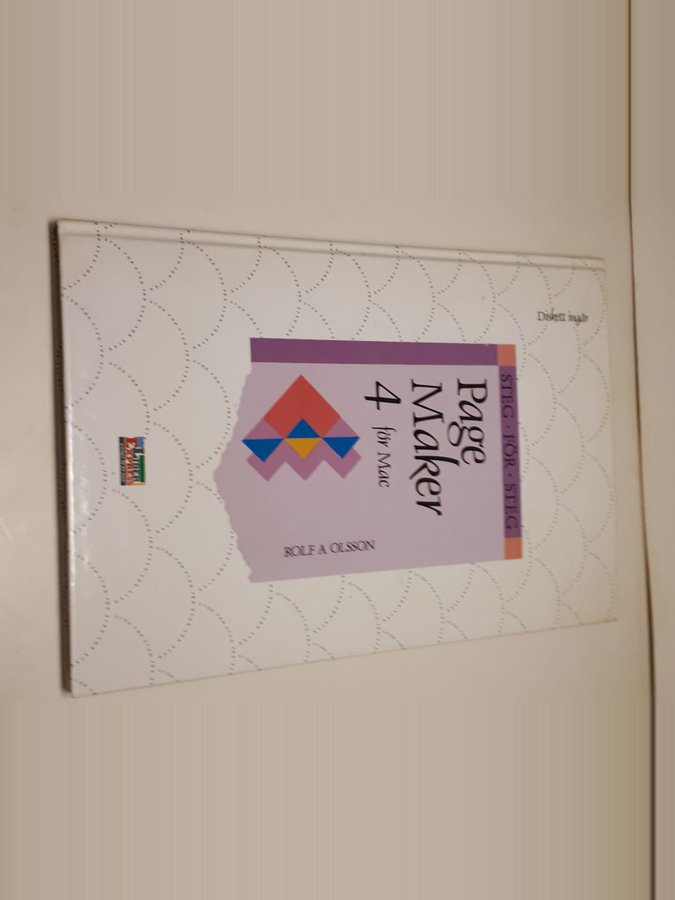 Diskett ingår
STEG · FÖR · STEG
Page
Maker
4 för Mac
ROLF A OLSSON